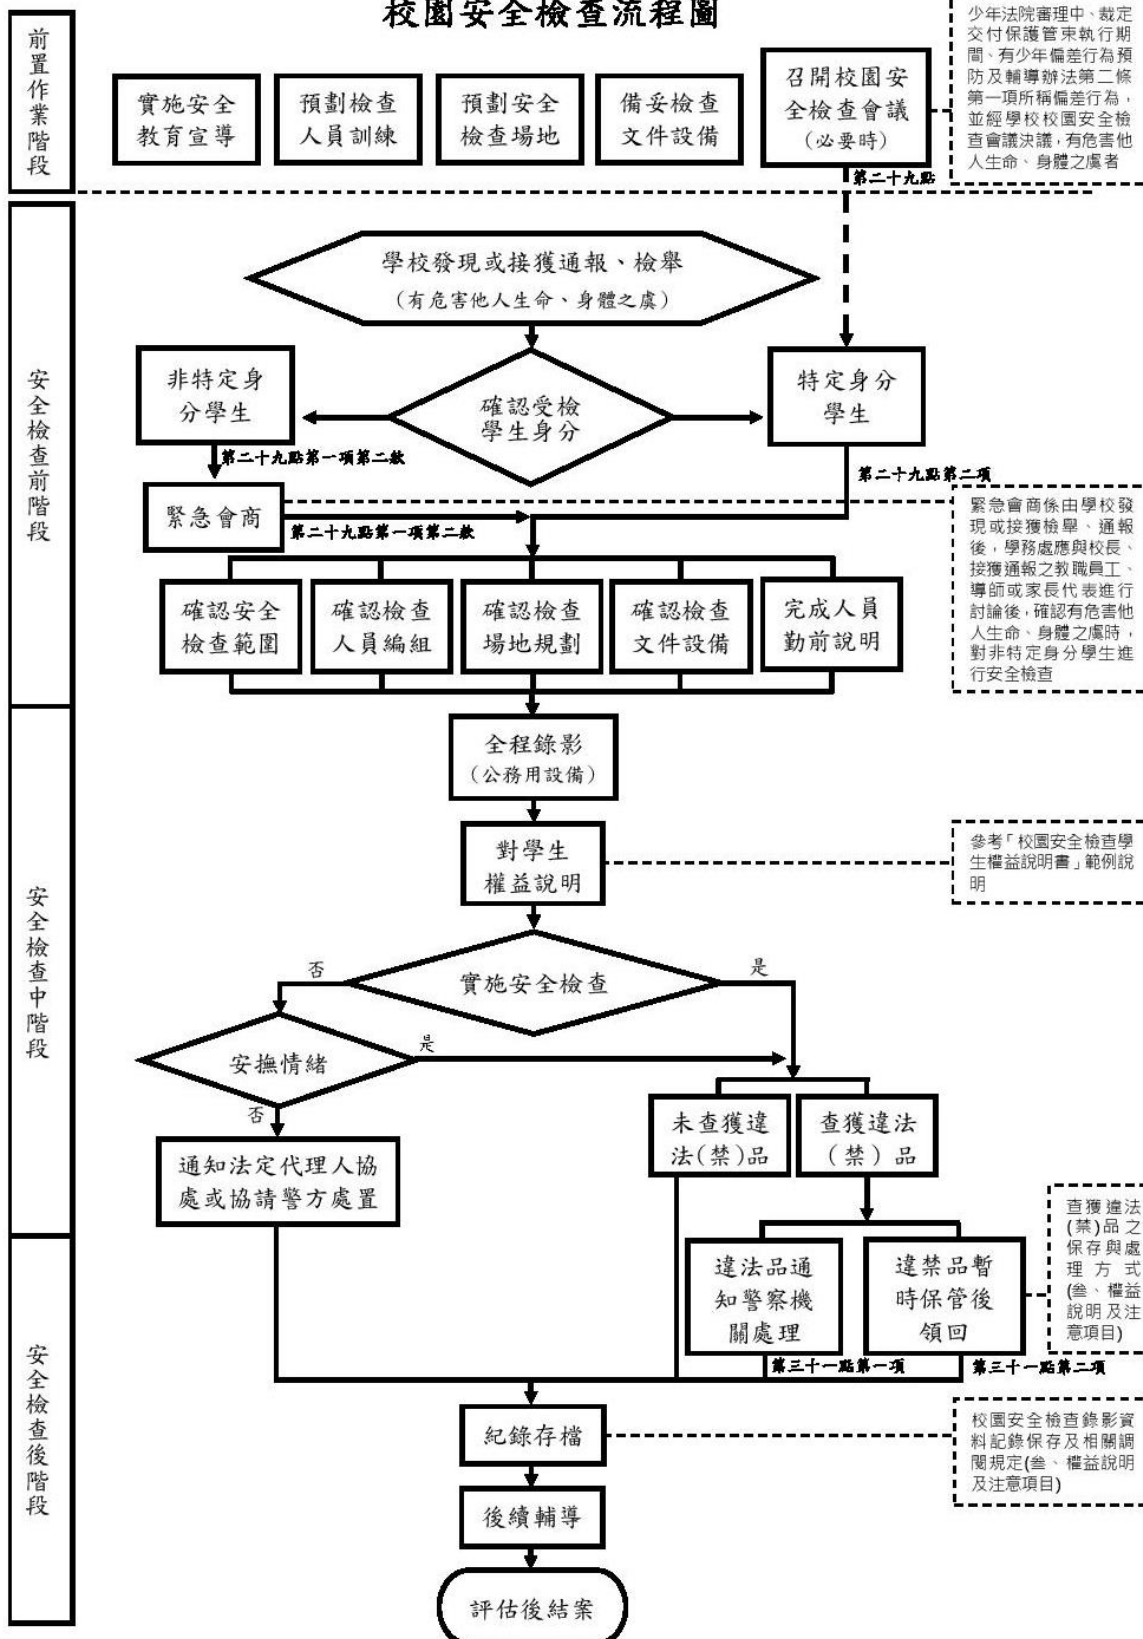 校園安全檢查流程圖
前置作業階段
實施安全
教育宣導
預劃檢查
人員訓練
預劃安全
檢查場地
備妥檢查
文件設備
召開校園安
全檢查會議
(必要時)
少年法院審理中、裁定
交付保護管束執行期
間、有少年偏差行為預
防及輔導辦法第二條
第一項所稱偏差行為，
並經學校校園安全檢
查會議決議，有危害他
人生命、身體之虞者
第二十九點
安全檢查前階段
學校發現或接獲通報、檢舉
(有危害他人生命、身體之虞)
非特定身
分學生
確認受檢
學生身分
特定身分
學生
第二十九點第一項第二款
第二十九點第二項
緊急會商
第二十九點第一項第二款
緊急會商係由學校發
現或接獲檢舉、通報
後，學務處應與校長、
接獲通報之教職員工、
導師或家長代表進行
討論後，確認有危害他
人生命、身體之虞時，
對非特定身分學生進
行安全檢查
確認安全
檢查範圍
確認檢查
人員編組
確認檢查
場地規劃
確認檢查
文件設備
完成人員
勤前說明
安全檢查中階段
全程錄影
(公務用設備)
對學生
權益說明
參考「校園安全檢查學
生權益說明書」範例說
明
實施安全檢查
否
是
安撫情緒
是
否
通知法定代理人協
處或協請警方處置
未查獲違
法(禁)品
查獲違法
(禁)品
違法品通
知警察機
關處理
違禁品暫
時保管後
領回
查獲違法
(禁)品之
保存與處
理方式
(叁、權益
說明及注
意項目)
第三十一點第一項
第三十一點第二項
安全檢查後階段
紀錄存檔
校園安全檢查錄影資
料記錄保存及相關調
閱規定(叁、權益說明
及注意項目)
後續輔導
評估後結案